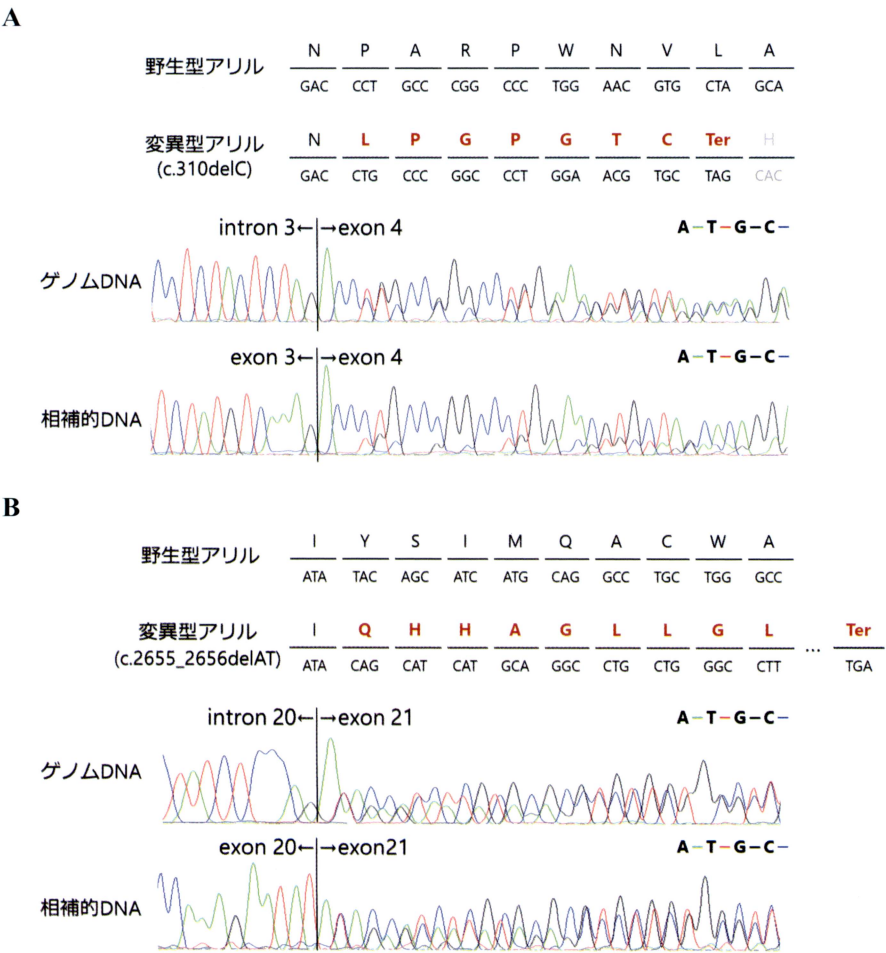 A
野生型アリル N P A R P W N V L A
GAC CCT GCC CGG CCC TGG AAC GTG CTA GCA
変異型アリル N L P G P G T C Ter H
(c.310delC) GAC CTG CCC GGC CCT GGA ACG TGC TAG CAC
intron 3←→exon 4 A-T-G-C-
ゲノムDNA
exon 3←→exon 4 A-T-G-C-
相補的DNA
B
野生型アリル I Y S I M Q A C W A
ATA TAC AGC ATC ATG CAG GCC TGC TGG GCC
変異型アリル I Q H H A G L L G L Ter
(c.2655_2656delAT) ATA CAG CAT CAT GCA GGC CTG CTG GGC CTT ... TGA
intron 20←→exon 21 A-T-G-C-
ゲノムDNA
exon 20←→exon21 A-T-G-C-
相補的DNA